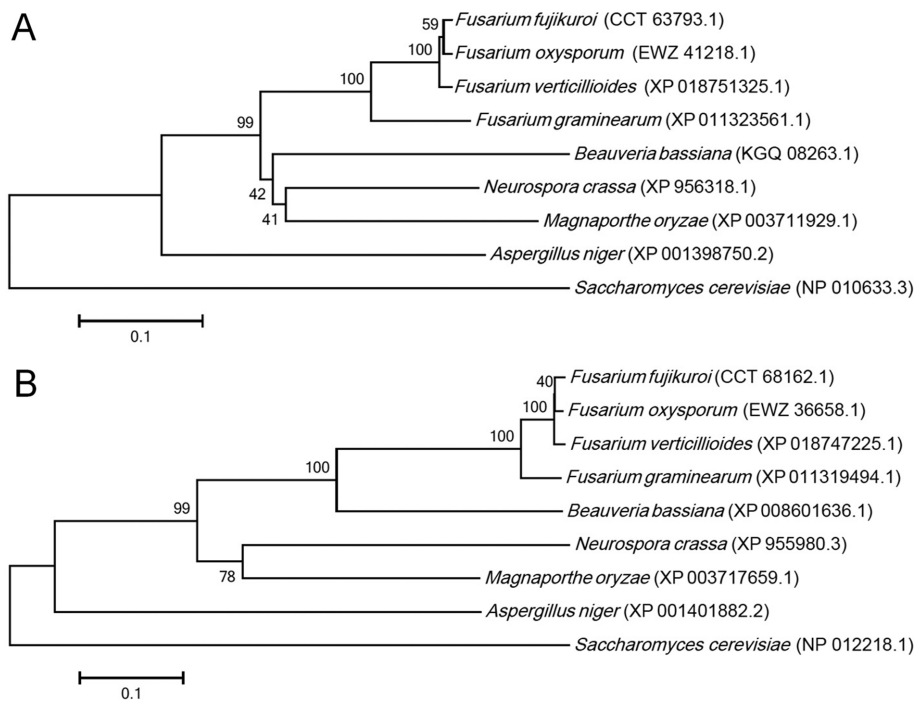 A
59
Fusarium fujikuroi (CCT 63793.1)
100
Fusarium oxysporum (EWZ 41218.1)
100
Fusarium verticillioides (XP 018751325.1)
99
Fusarium graminearum (XP 011323561.1)
Beauveria bassiana (KGQ 08263.1)
42
Neurospora crassa (XP 956318.1)
41
Magnaporthe oryzae (XP 003711929.1)
Aspergillus niger (XP 001398750.2)
Saccharomyces cerevisiae (NP 010633.3)
0.1
B
40
Fusarium fujikuroi (CCT 68162.1)
100
Fusarium oxysporum (EWZ 36658.1)
100
Fusarium verticillioides (XP 018747225.1)
100
Fusarium graminearum (XP 011319494.1)
99
Beauveria bassiana (XP 008601636.1)
Neurospora crassa (XP 955980.3)
78
Magnaporthe oryzae (XP 003717659.1)
Aspergillus niger (XP 001401882.2)
Saccharomyces cerevisiae (NP 012218.1)
0.1